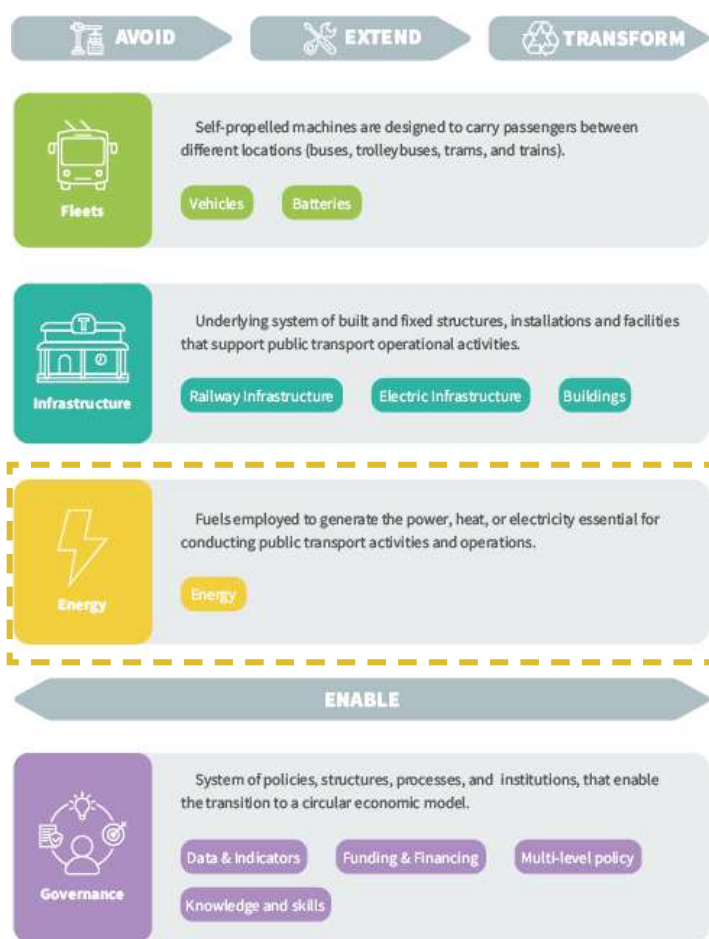 AVOID
EXTEND
TRANSFORM
Self-propelled machines are designed to carry passengers between
different locations (buses, trolleybuses, trams, and trains).
Fleets
Vehicles
Batteries
T
Underlying system of built and fixed structures, installations and facilities
that support public transport operational activities.
Infrastructure
Railway Infrastructure
Electric Infrastructure
Buildings
Fuels employed to generate the power, heat, or electricity essential for
conducting public transport activities and operations.
Energy
Energy
ENABLE
System of policies, structures, processes, and institutions, that enable
the transition to a circular economic model.
Governance
Data & Indicators
Funding & Financing
Multi-level policy
Knowledge and skills